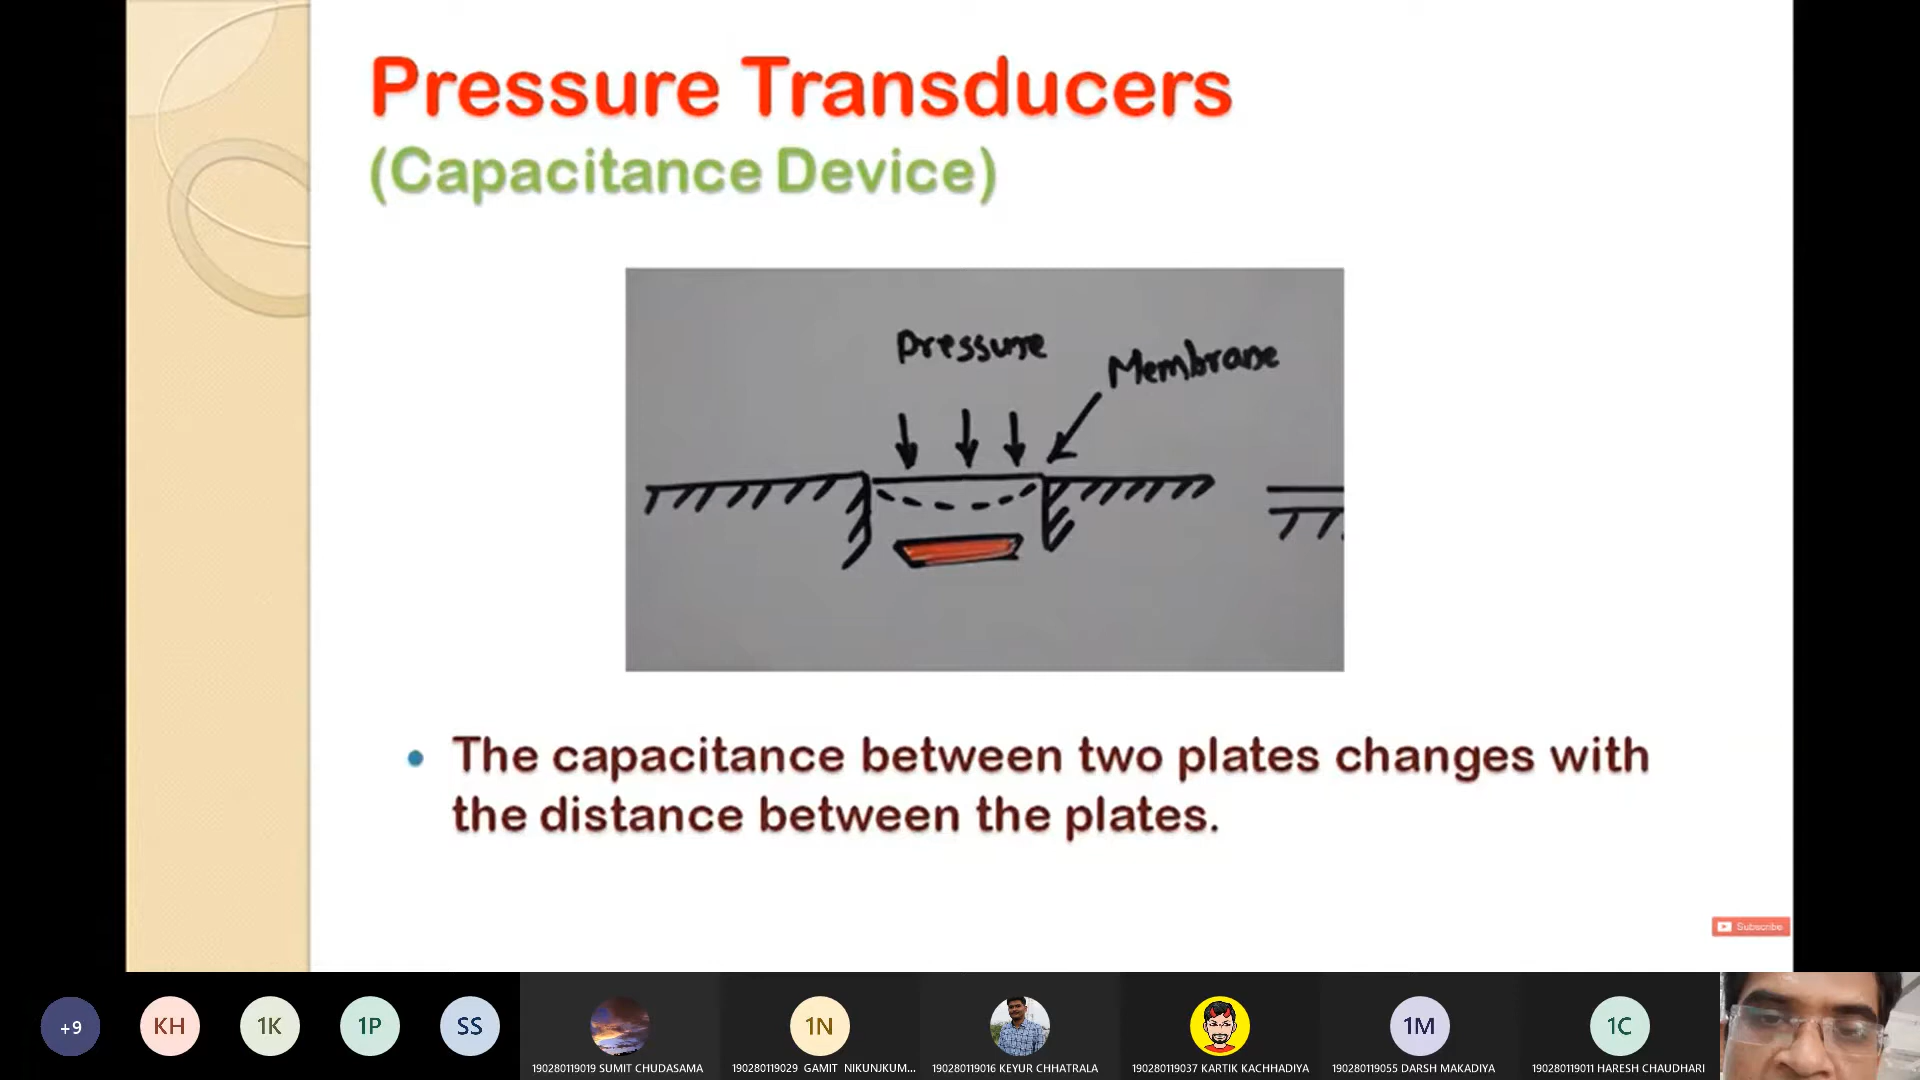 Pressure Transducers
(Capacitance Device)
Pressure
Membrane
• The capacitance between two plates changes with
the distance between the plates.
Subscribe
+9
KH
1K
1P
SS
1N
1M
1C
190280119019 SUMIT CHUDASAMA
190280119029 GAMIT NIKUNJKUM...
190280119016 KEYUR CHHATRALA
190280119037 KARTIK KACHHADIYA
190280119055 DARSH MAKADIYA
190280119011 HARESH CHAUDHARI